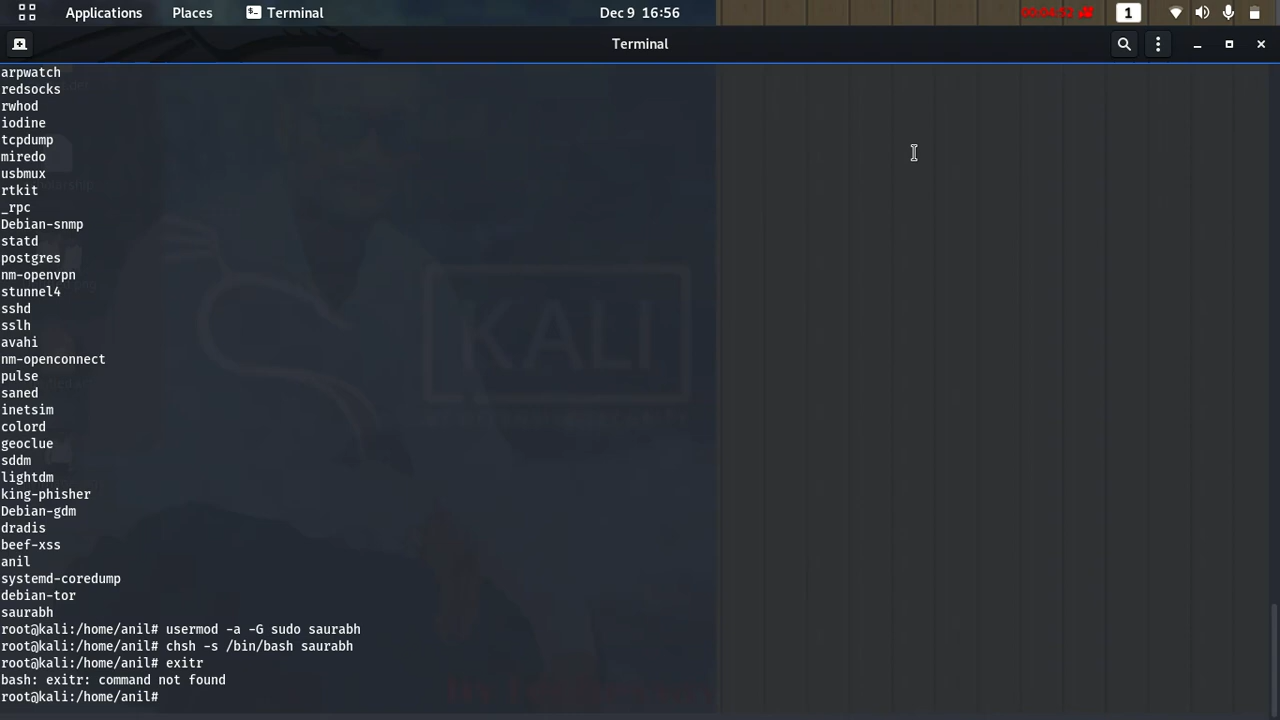 Applications Places Terminal Dec 9 16:56 00:04:52 1
Terminal
arpwatch
redsocks
rwhod
iodine
tcpdump
miredo
usbmux
rtkit
_rpc
Debian-snmp
statd
postgres
nm-openvpn
stunnel4
sshd
sslh
avahi
nm-openconnect
pulse
saned
inetsim
colord
geoclue
sddm
lightdm
king-phisher
Debian-gdm
dradis
beef-xss
anil
systemd-coredump
debian-tor
saurabh
root@kali:/home/anil# usermod -a -G sudo saurabh
root@kali:/home/anil# chsh -s /bin/bash saurabh
root@kali:/home/anil# exitr
bash: exitr: command not found
root@kali:/home/anil#
KALI